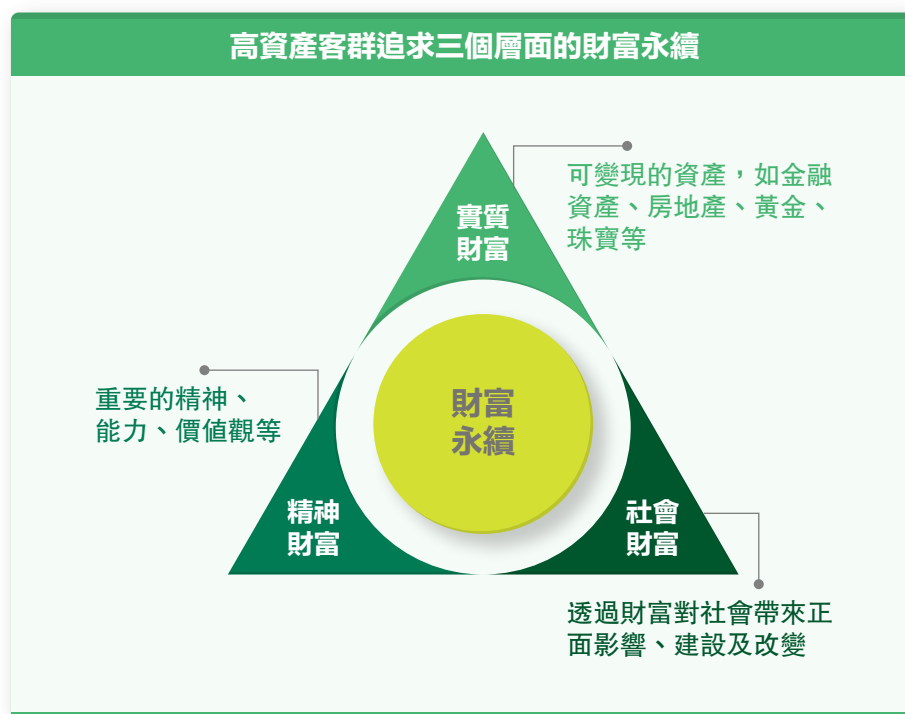 高資產客群追求三個層面的財富永續
可變現的資產，如金融
資產、房地產、黃金、
珠寶等
實質
財富
重要的精神、
能力、價值觀等
財富
永續
精神
財富
社會
財富
透過財富對社會帶來正
面影響、建設及改變